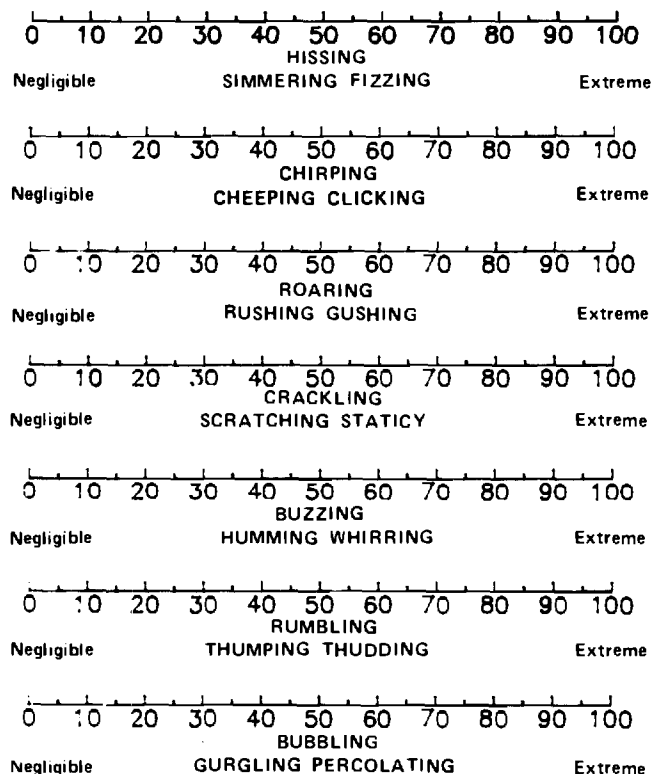 0 10 20 30 40 50 60 70 80 90 100
HISSING
Negligible SIMMERING FIZZING Extreme
0 10 20 30 40 50 60 70 80 90 100
CHIRPING
Negligible CHEEPING CLICKING Extreme
0 10 20 30 40 50 60 70 80 90 100
ROARING
Negligible RUSHING GUSHING Extreme
0 10 20 30 40 50 60 70 80 90 100
CRACKLING
Negligible SCRATCHING STATICY Extreme
0 10 20 30 40 50 60 70 80 90 100
BUZZING
Negligible HUMMING WHIRRING Extreme
0 10 20 30 40 50 60 70 80 90 100
RUMBLING
Negligible THUMPING THUDDING Extreme
0 10 20 30 40 50 60 70 80 90 100
BUBBLING
Negligible GURGLING PERCOLATING Extreme